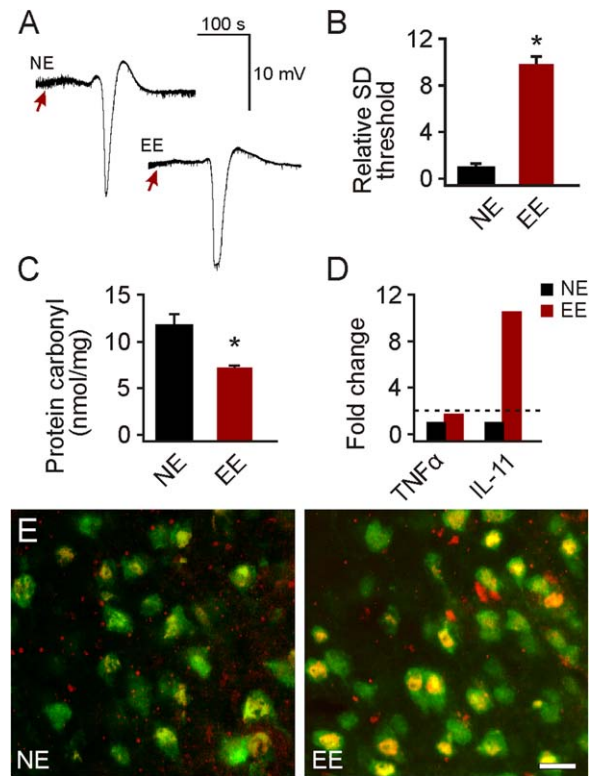 A
100 s
NE
10 mV
EE
B
Relative SD
threshold
12
8
4
0
*
NE
EE
C
Protein carbonyl
(nmol/mg)
15
10
5
0
*
NE
EE
D
NE
EE
Fold change
12
8
4
0
TNFα
IL-11
E
NE
EE